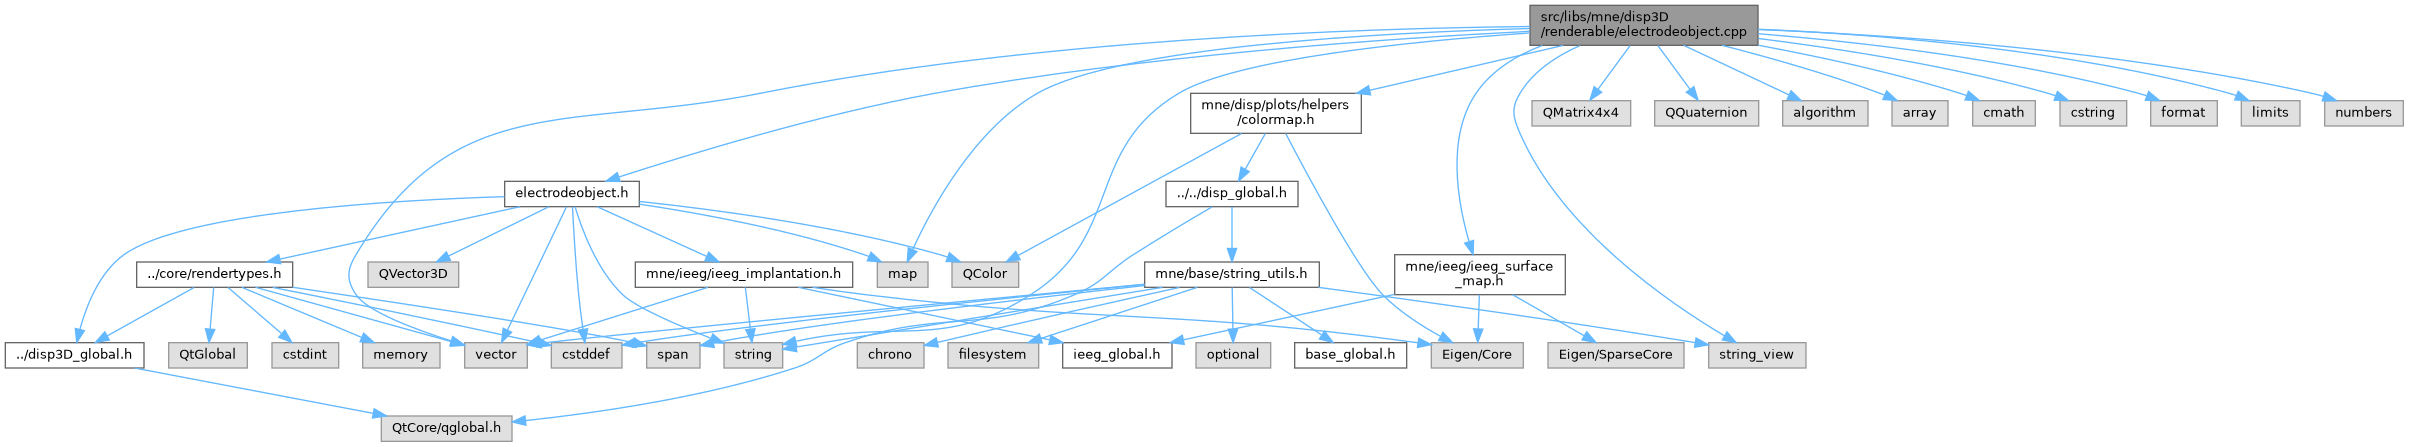 src/libs/mne/disp3D
/renderable/electrodeobject.cpp
mne/disp/plots/helpers
/colormap.h
QMatrix4x4
QQuaternion
algorithm
array
cmath
cstring
format
limits
numbers
electrodeobject.h
../../disp_global.h
../core/rendertypes.h
QVector3D
mne/ieeg/ieeg_implantation.h
map
QColor
mne/base/string_utils.h
mne/ieeg/ieeg_surface
_map.h
../disp3D_global.h
QtGlobal
cstdint
memory
vector
cstddef
span
string
chrono
filesystem
ieeg_global.h
optional
base_global.h
Eigen/Core
Eigen/SparseCore
string_view
QtCore/qglobal.h